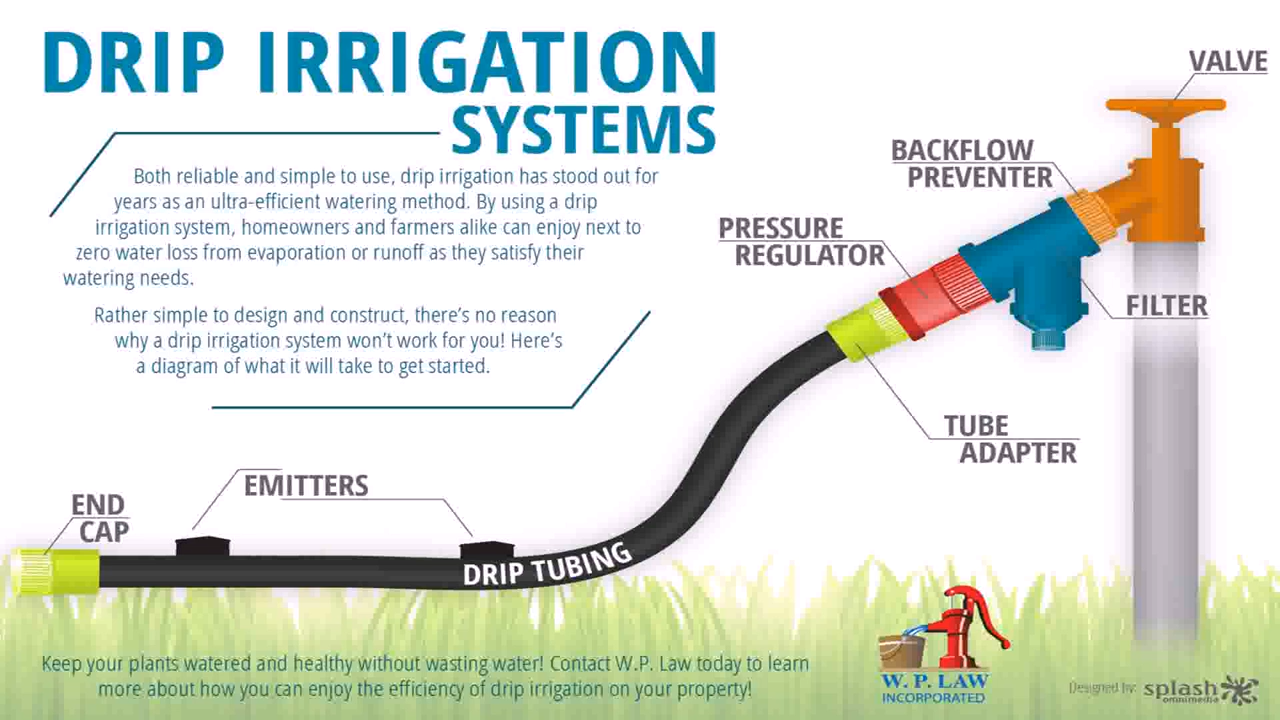 DRIP IRRIGATION
SYSTEMS
Both reliable and simple to use, drip irrigation has stood out for
years as an ultra-efficient watering method. By using a drip
irrigation system, homeowners and farmers alike can enjoy next to
zero water loss from evaporation or runoff as they satisfy their
watering needs.
Rather simple to design and construct, there's no reason
why a drip irrigation system won't work for you! Here's
a diagram of what it will take to get started.
VALVE
BACKFLOW
PREVENTER
PRESSURE
REGULATOR
FILTER
TUBE
ADAPTER
EMITTERS
END
CAP
DRIP TUBING
Keep your plants watered and healthy without wasting water! Contact W.P. Law today to learn
more about how you can enjoy the efficiency of drip irrigation on your property!
W. P. LAW
INCORPORATED
Designed by: splash
omnimedia